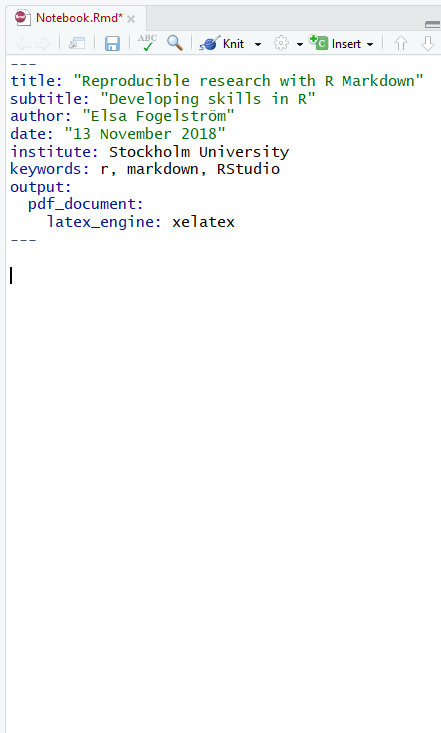 Notebook.Rmd*
ABC Knit Insert
---
title: "Reproducible research with R Markdown"
subtitle: "Developing skills in R"
author: "Elsa Fogelström"
date: "13 November 2018"
institute: Stockholm University
keywords: r, markdown, RStudio
output:
  pdf_document:
    latex_engine: xelatex
---